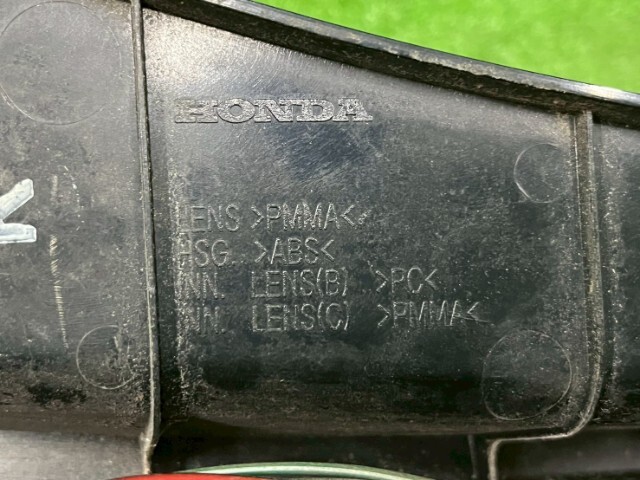 HONDA
LENS >PMMA<
HSG. >ABS<
INN. LENS(B) >PC<
INN. LENS(C) >PMMA<